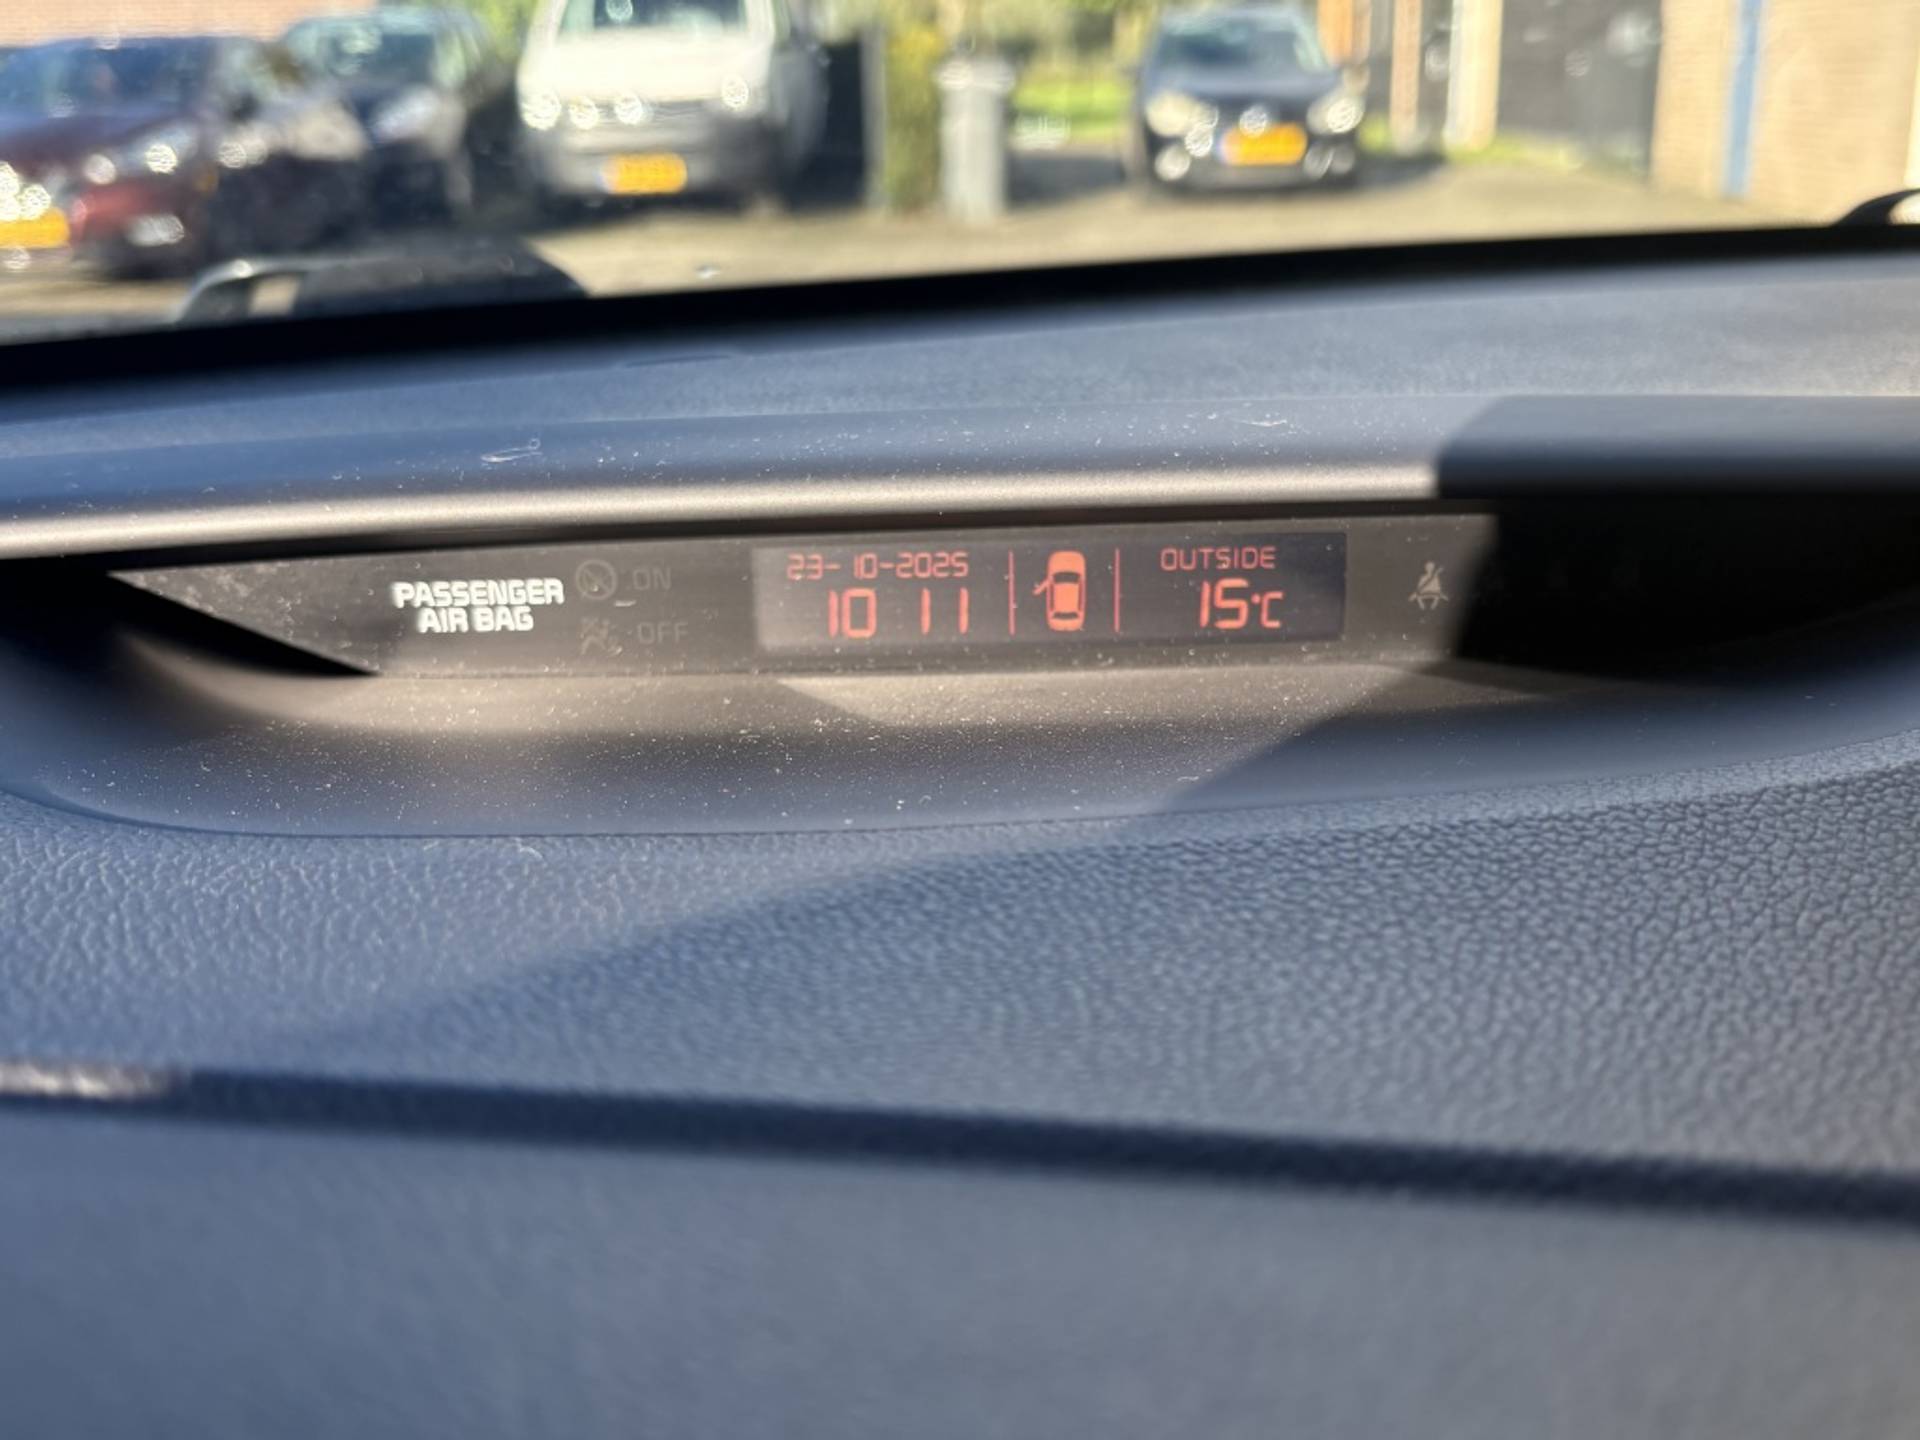 PASSENGER
AIR BAG
ON
OFF
23-10-2025
10 11
OUTSIDE
15°C